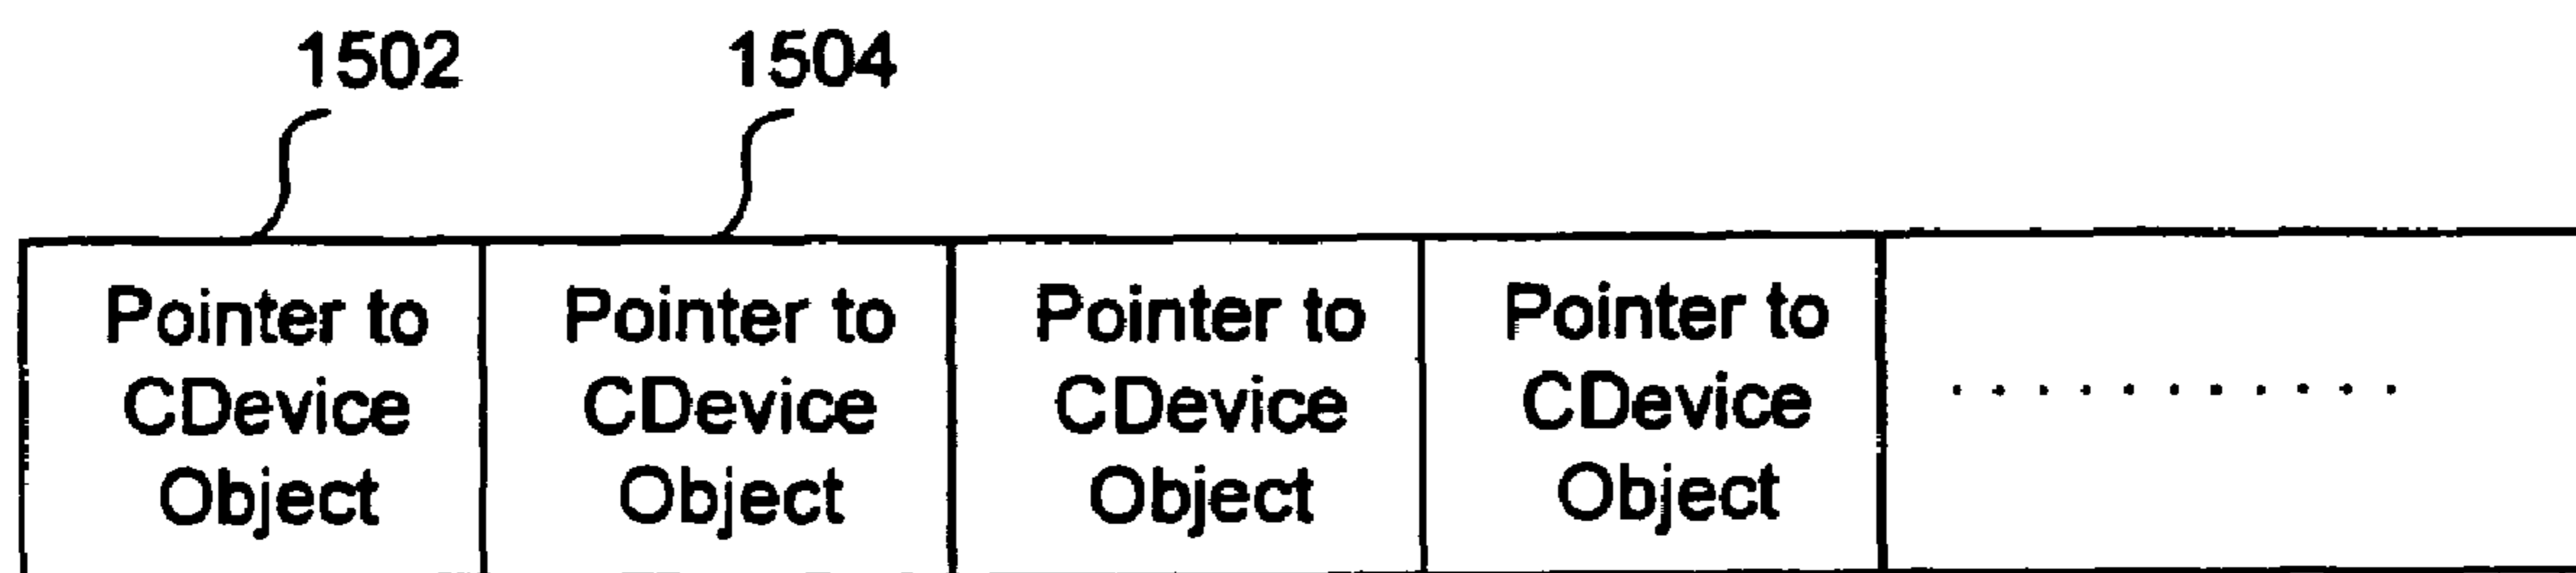 1502 1504
Pointer to Pointer to Pointer to Pointer to
CDevice CDevice CDevice CDevice ...........
Object Object Object Object